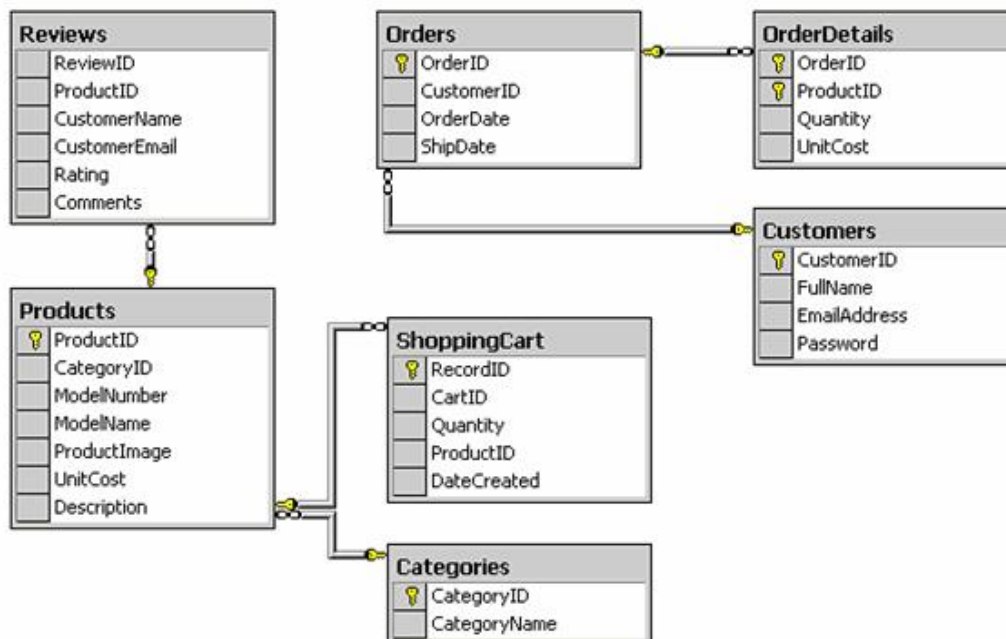 Reviews
ReviewID
ProductID
CustomerName
CustomerEmail
Rating
Comments
Orders
OrderID
CustomerID
OrderDate
ShipDate
OrderDetails
OrderID
ProductID
Quantity
UnitCost
Customers
CustomerID
FullName
EmailAddress
Password
Products
ProductID
CategoryID
ModelNumber
ModelName
ProductImage
UnitCost
Description
ShoppingCart
RecordID
CartID
Quantity
ProductID
DateCreated
Categories
CategoryID
CategoryName